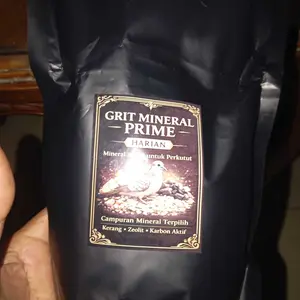 GRIT MINERAL
PRIME
HARIAN
Mineral untuk Perkutut
Campuran Mineral Terpilih
Kerang • Zeolit • Karbon Aktif